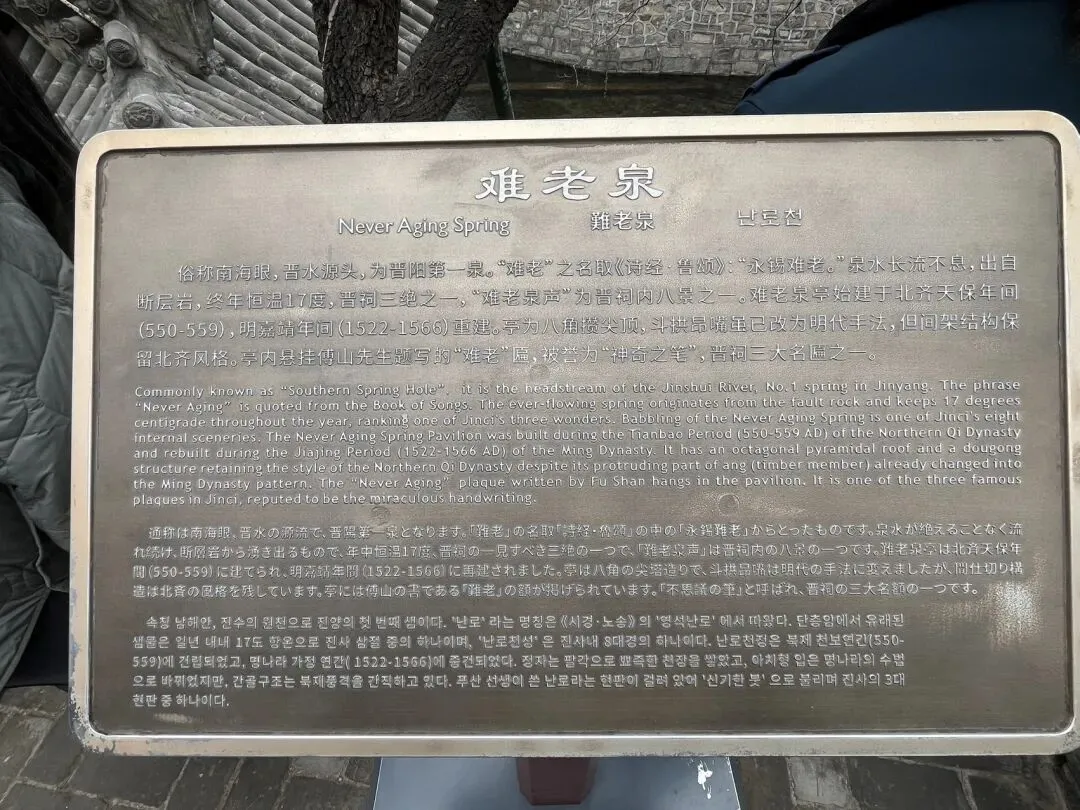 难老泉
Never Aging Spring 難老泉 난로천
俗称南海眼，晋水源头，为晋阳第一泉。“难老”之名取《诗经·鲁颂》：“永锡难老。”泉水长流不息，出自
断层岩，终年恒温17度，晋祠三绝之一，“难老泉声”为晋祠内八景之一。难老泉亭始建于北齐天保年间
(550-559)，明嘉靖年间(1522-1566)重建。亭为八角攒尖顶，斗拱昂嘴虽已改为明代手法，但间架结构保
留北齐风格。亭内悬挂傅山先生题写的“难老”匾，被誉为“神奇之笔”，晋祠三大名匾之一。
Commonly known as “Southern Spring Hole”, it is the headstream of the Jinshui River, No.1 spring in Jinyang. The phrase
“Never Aging” is quoted from the Book of Songs. The ever-flowing spring originates from the fault rock and keeps 17 degrees
centigrade throughout the year, ranking one of Jinci's three wonders. Babbling of the Never Aging Spring is one of Jinci's eight
internal sceneries. The Never Aging Spring Pavilion was built during the Tianbao Period (550-559 AD) of the Northern Qi Dynasty
and rebuilt during the Jiajing Period (1522-1566 AD) of the Ming Dynasty. It has an octagonal pyramidal roof and a dougong
structure retaining the style of the Northern Qi Dynasty despite its protruding part of ang (timber member) already changed into
the Ming Dynasty pattern. The “Never Aging” plaque written by Fu Shan hangs in the pavilion. It is one of the three famous
plaques in Jinci, reputed to be the miraculous handwriting.
通称は南海眼、晋水の源流で、晋陽第一泉となります。「難老」の名取「詩経·魯頌」の中の「永錫難老」からとったものです。泉水が絶えることなく流
れ続け、断層岩から湧き出るもので、年中恒温17度、晋祠の一見すべき三绝の一つで、「難老泉声」は晋祠内の八景の一つです。難老泉亭は北斉天保年
間(550-559)に建てられ、明嘉靖年間(1522-1566)に再建されました。亭は八角の尖塔造りで、斗拱昂嘴は明代の手法に変えましたが、間仕切り構
造は北斉の風格を残しています。亭には傅山の書である「難老」の額が掲げられています。「不思議の筆」と呼ばれ、晋祠の三大名額の一つです。
속칭 남해안, 진수의 원천으로 진양의 첫 번째 샘이다. '난로' 라는 명칭은《시경·노송》의 '영석난로' 에서 따왔다. 단층암에서 유래된
샘물은 일년 내내 17도 항온으로 진사 삼절 중의 하나이며, '난로천성' 은 진사내 8대경의 하나이다. 난로천정은 북제 천보연간(550-
559)에 건립되었고, 명나라 가정 연간( 1522-1566)에 중건되었다. 정자는 팔각으로 뾰족한 천장을 쌓았고, 아치형 입은 명나라의 수법
으로 바뀌었지만, 간골구조는 북제풍격을 간직하고 있다. 푸산 선생이 쓴 난로라는 현판이 걸려 있어 '신기한 붓' 으로 불리며 진사의 3대
현판 중 하나이다.